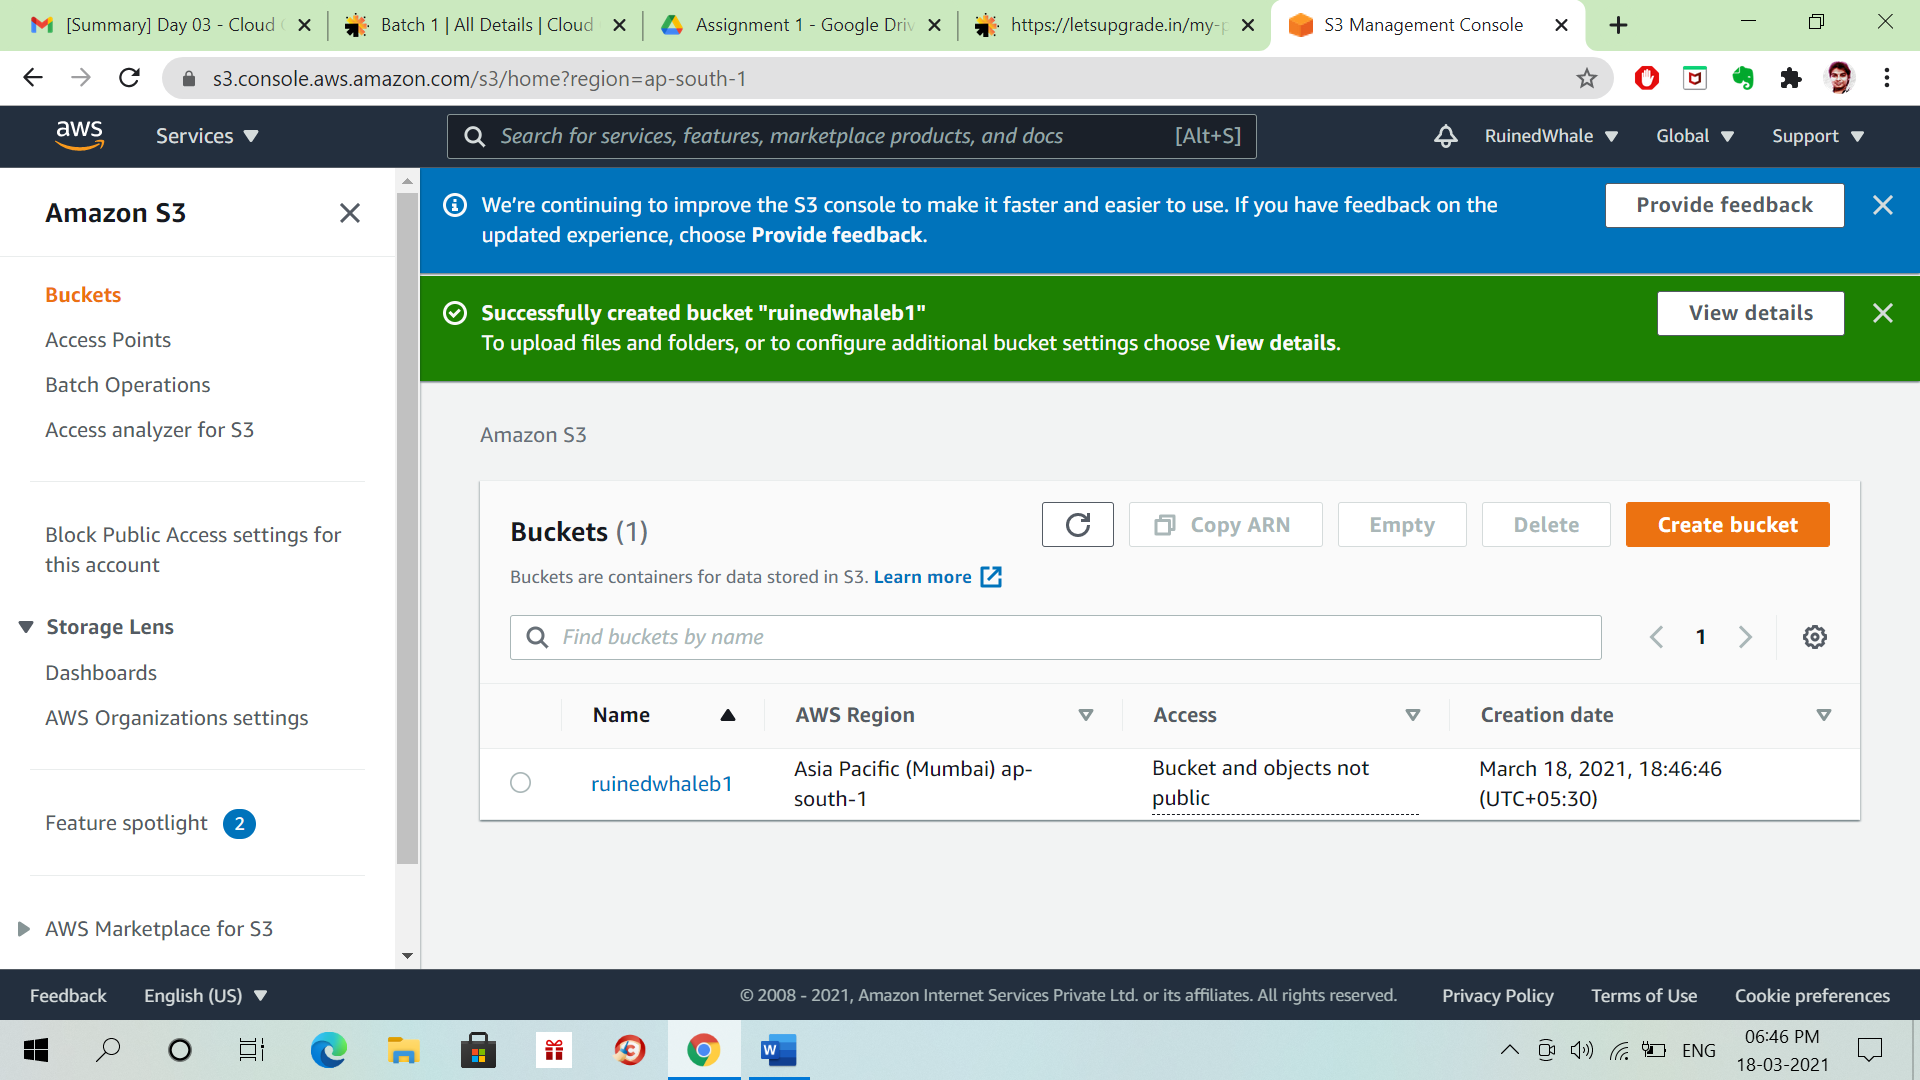 [Summary] Day 03 - Cloud
Batch 1 | All Details | Cloud
Assignment 1 - Google Driv
https://letsupgrade.in/my-p
S3 Management Console
s3.console.aws.amazon.com/s3/home?region=ap-south-1
aws
Services
Search for services, features, marketplace products, and docs
[Alt+S]
RuinedWhale
Global
Support
Amazon S3
Buckets
Access Points
Batch Operations
Access analyzer for S3
Block Public Access settings for
this account
Storage Lens
Dashboards
AWS Organizations settings
Feature spotlight 2
AWS Marketplace for S3
We're continuing to improve the S3 console to make it faster and easier to use. If you have feedback on the
updated experience, choose Provide feedback.
Provide feedback
Successfully created bucket "ruinedwhaleb1"
To upload files and folders, or to configure additional bucket settings choose View details.
View details
Amazon S3
Buckets (1)
Copy ARN
Empty
Delete
Create bucket
Buckets are containers for data stored in S3. Learn more
Find buckets by name
1
Name
AWS Region
Access
Creation date
ruinedwhaleb1
Asia Pacific (Mumbai) ap-
south-1
Bucket and objects not
public
March 18, 2021, 18:46:46
(UTC+05:30)
Feedback
English (US)
© 2008 - 2021, Amazon Internet Services Private Ltd. or its affiliates. All rights reserved.
Privacy Policy
Terms of Use
Cookie preferences
ENG
06:46 PM
18-03-2021